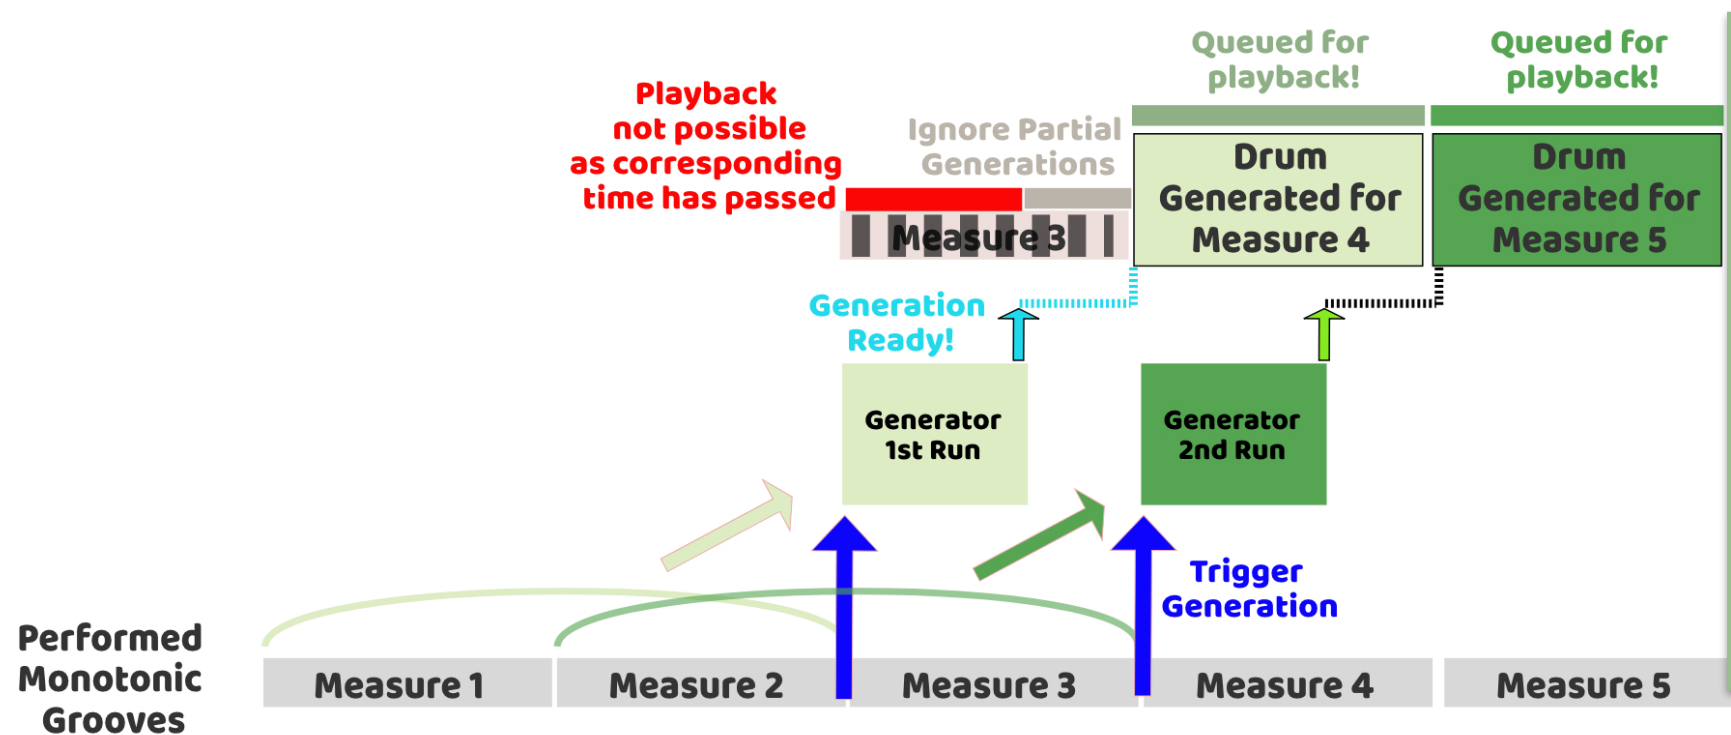 Queued for
playback!
Queued for
playback!
Playback
not possible
as corresponding
time has passed
Ignore Partial
Generations
Measure 3
Drum
Generated for
Measure 4
Drum
Generated for
Measure 5
Generation
Ready!
Generator
1st Run
Generator
2nd Run
Trigger
Generation
Performed
Monotonic
Grooves
Measure 1
Measure 2
Measure 3
Measure 4
Measure 5